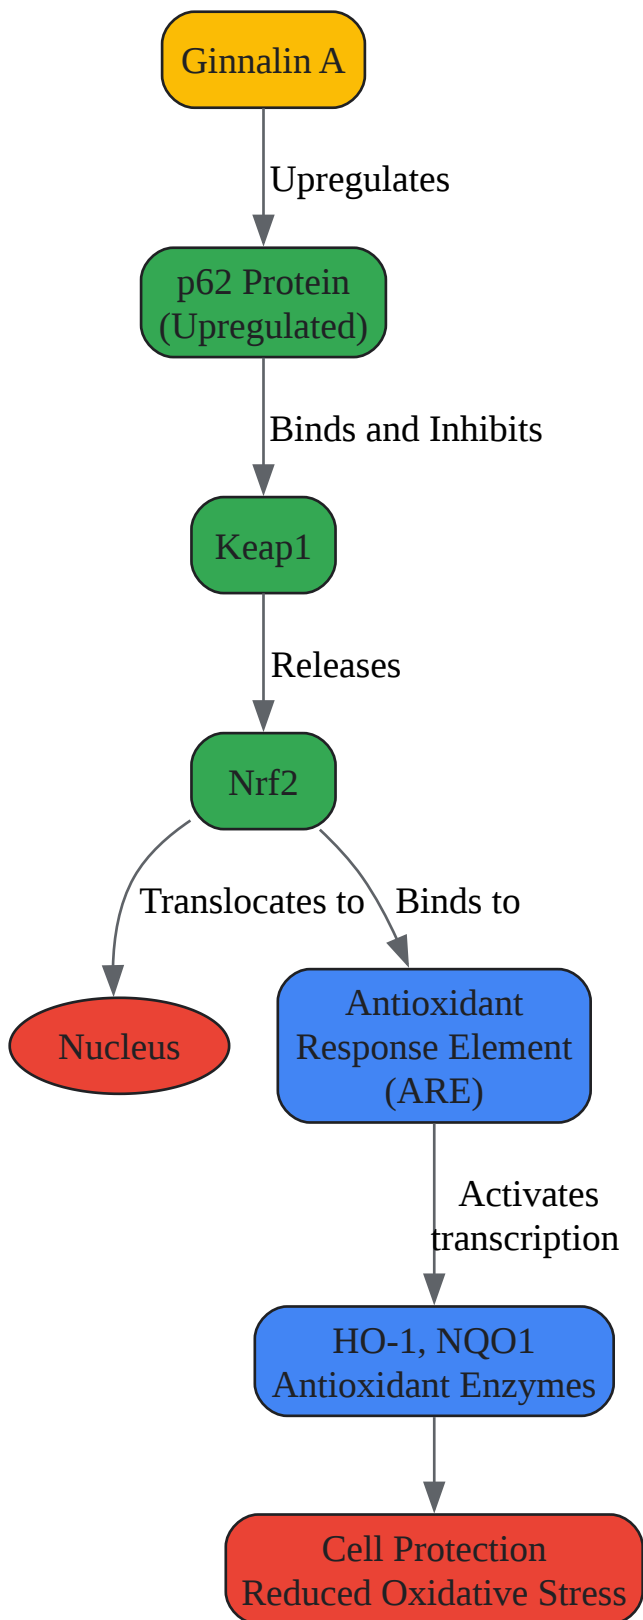 Ginnalin A
Upregulates
p62 Protein
(Upregulated)
Binds and Inhibits
Keap1
Releases
Nrf2
Translocates to
Binds to
Nucleus
Antioxidant
Response Element
(ARE)
Activates
transcription
HO-1, NQO1
Antioxidant Enzymes
Cell Protection
Reduced Oxidative Stress